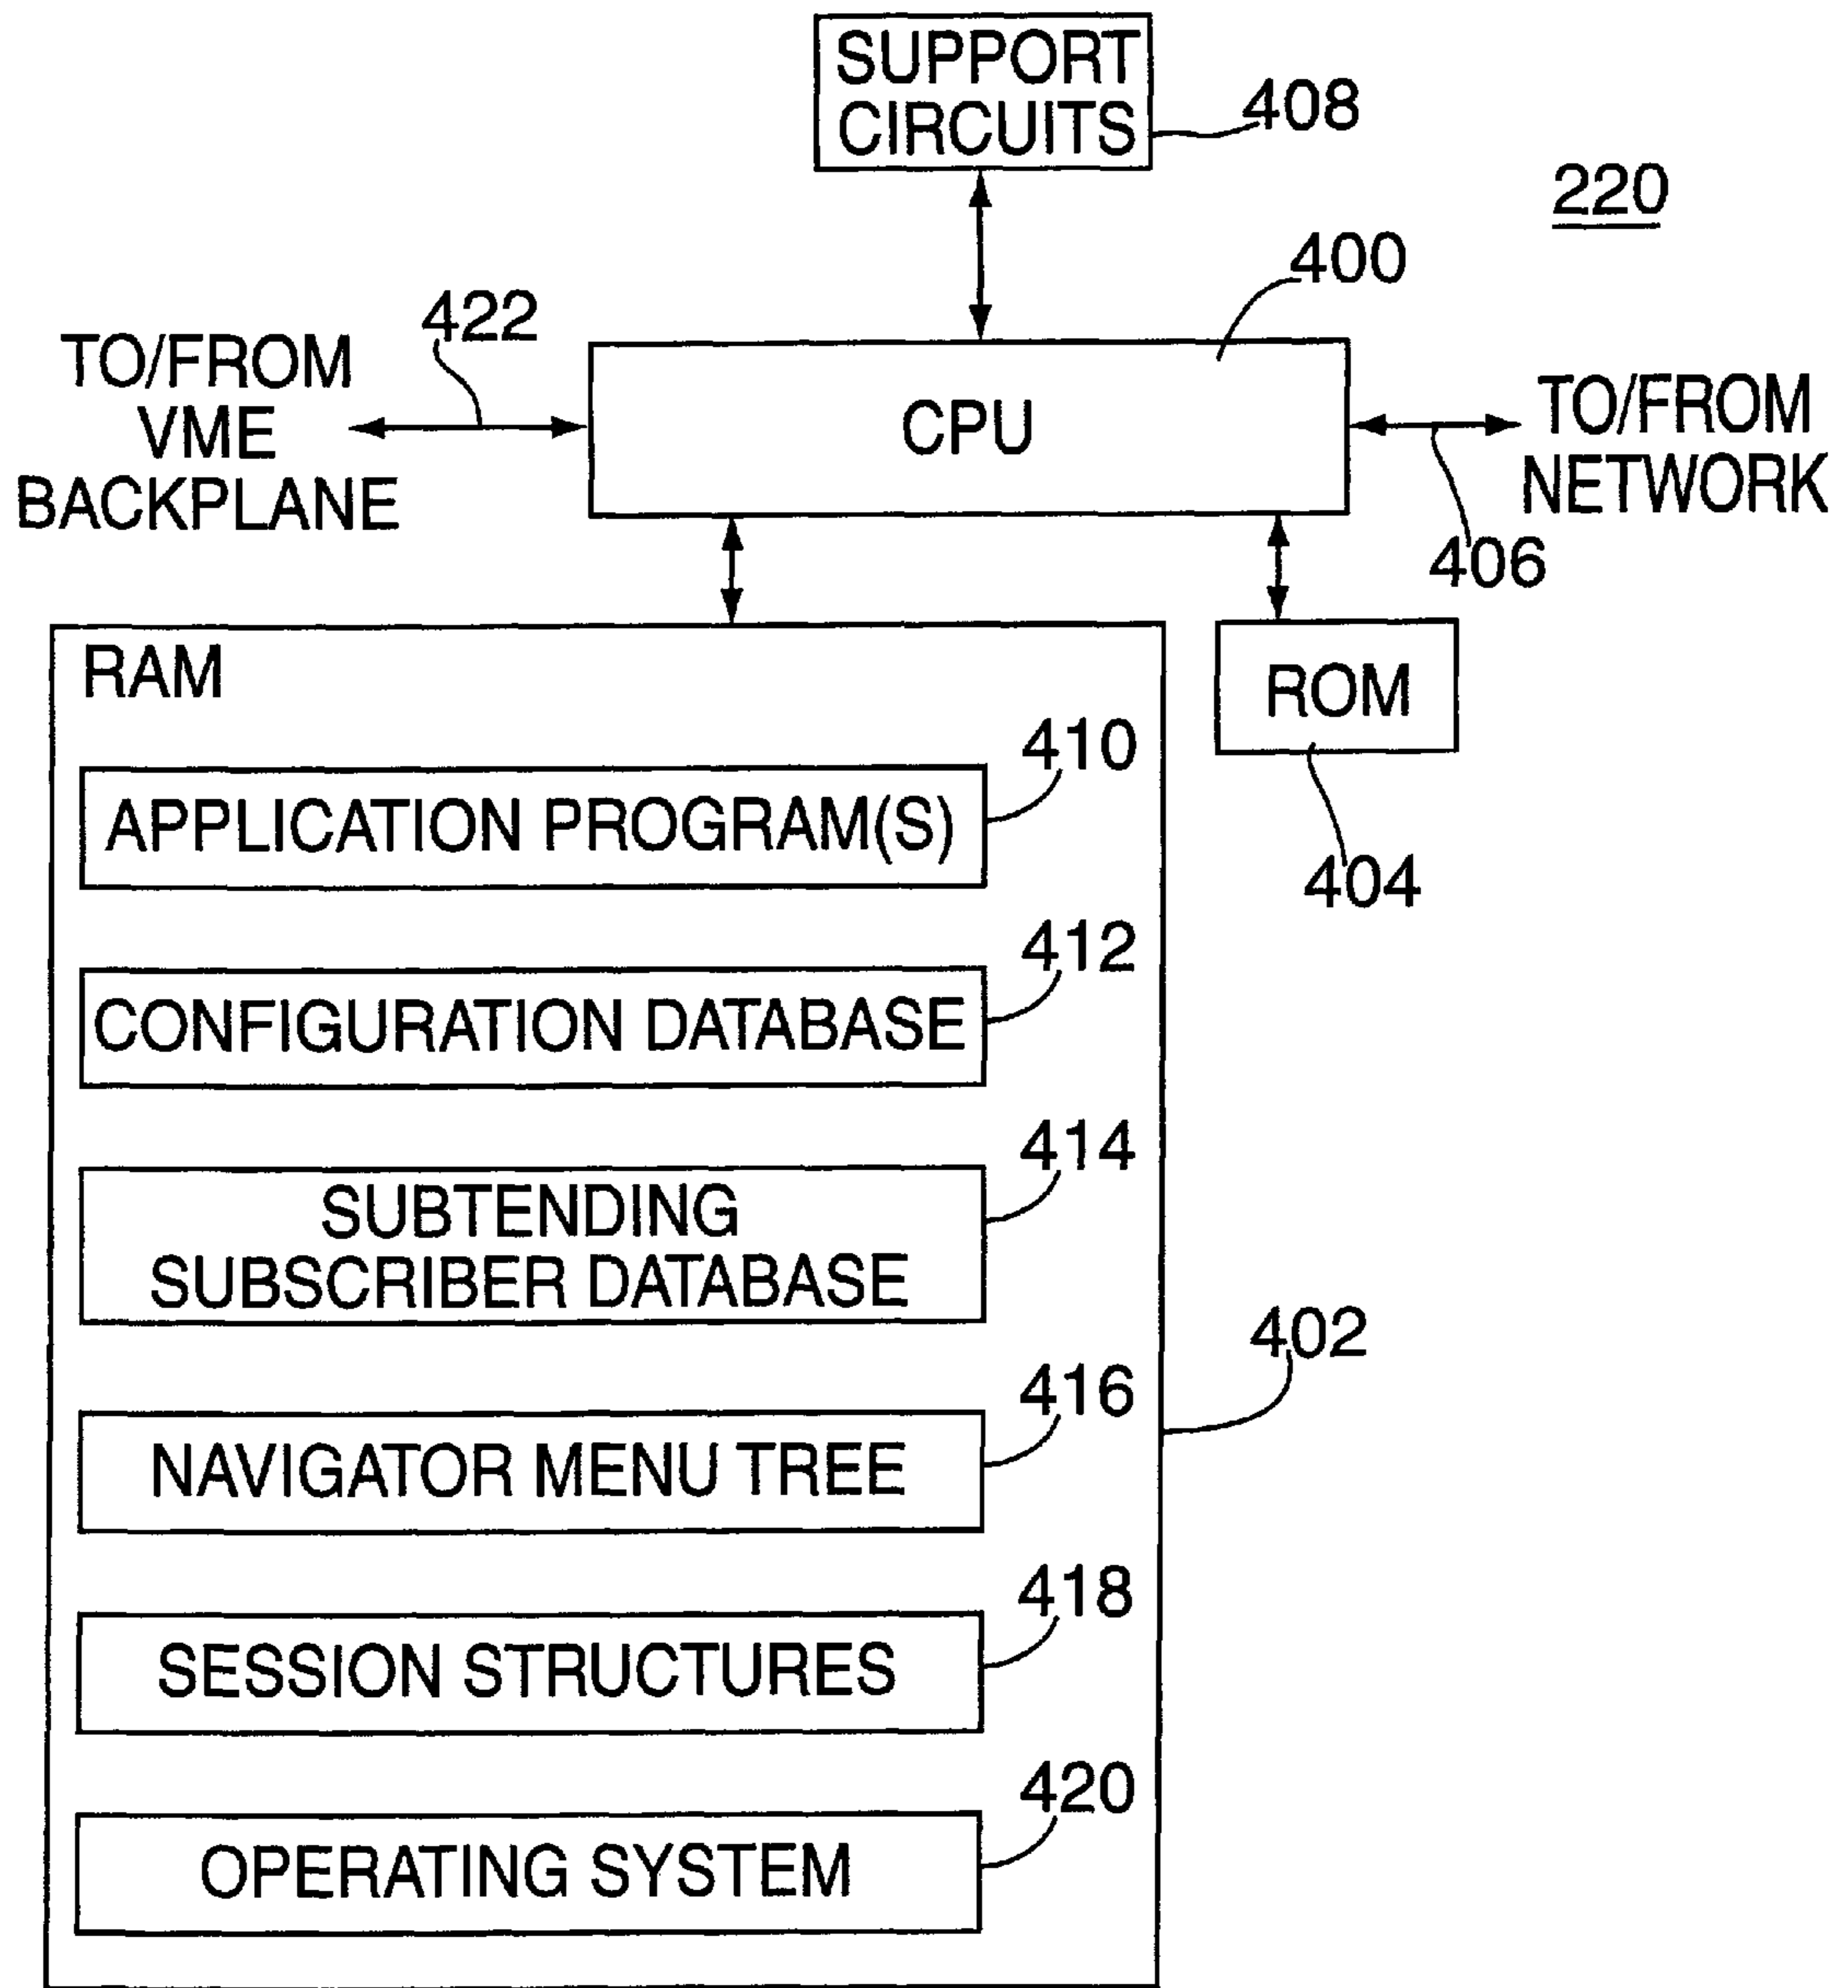 SUPPORT
CIRCUITS
408
220
400
422
TO/FROM
VME
BACKPLANE
CPU
TO/FROM
NETWORK
406
RAM
ROM
404
410
APPLICATION PROGRAM(S)
412
CONFIGURATION DATABASE
414
SUBTENDING
SUBSCRIBER DATABASE
402
416
NAVIGATOR MENU TREE
418
SESSION STRUCTURES
420
OPERATING SYSTEM